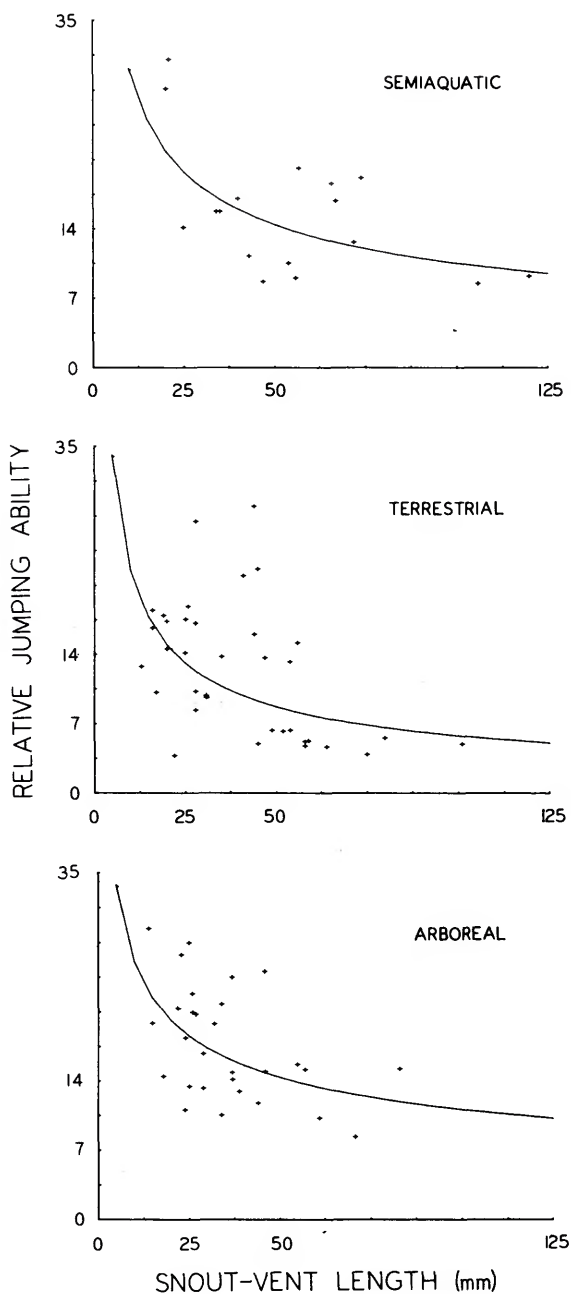 35
SEMIAQUATIC
14
7
0
0 25 50 125
RELATIVE JUMPING ABILITY
35
TERRESTRIAL
14
7
0
0 25 50 125
35
ARBOREAL
14
7
0
0 25 50 125
SNOUT-VENT LENGTH (mm)